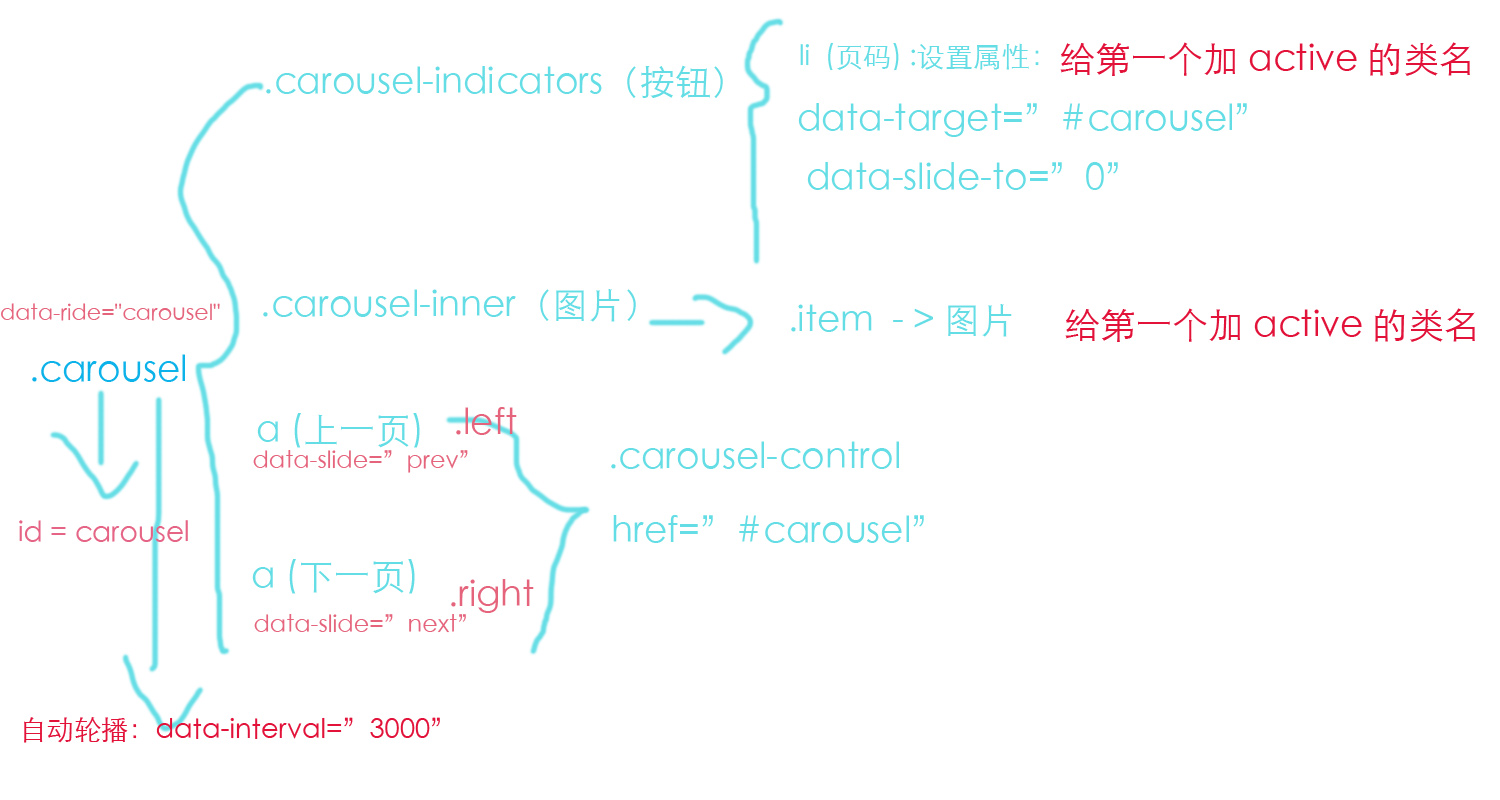 .carousel-indicators（按钮）
li (页码) :设置属性： 给第一个加 active 的类名
data-target=” #carousel”
data-slide-to=” 0”
data-ride="carousel"
.carousel
.carousel-inner（图片）
.item -> 图片 给第一个加 active 的类名
id = carousel
a (上一页) .left
data-slide=” prev”
.carousel-control
href=” #carousel”
a (下一页) .right
data-slide=” next”
自动轮播：data-interval=” 3000”